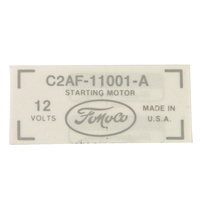 C2AF-11001-A
STARTING MOTOR
12 VOLTS
FoMoCo
MADE IN U.S.A.